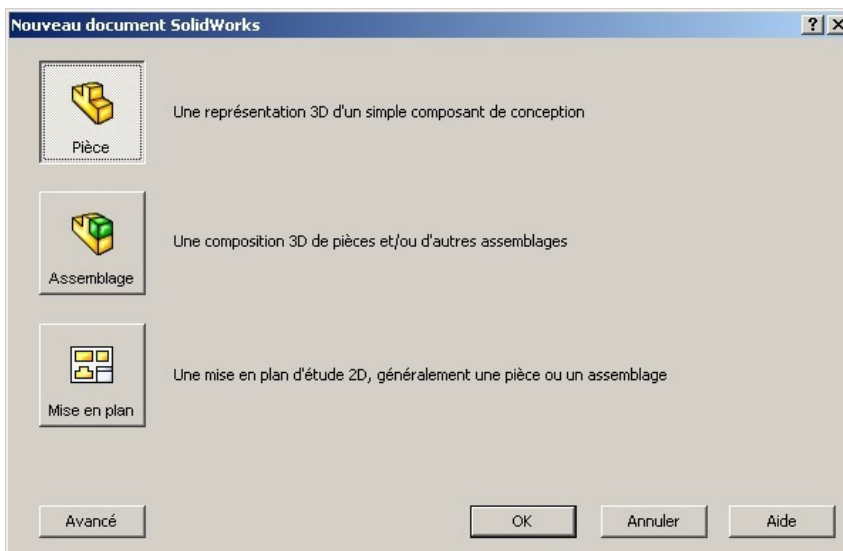 Nouveau document SolidWorks
Pièce
Une représentation 3D d'un simple composant de conception
Assemblage
Une composition 3D de pièces et/ou d'autres assemblages
Mise en plan
Une mise en plan d'étude 2D, généralement une pièce ou un assemblage
Avancé
OK
Annuler
Aide